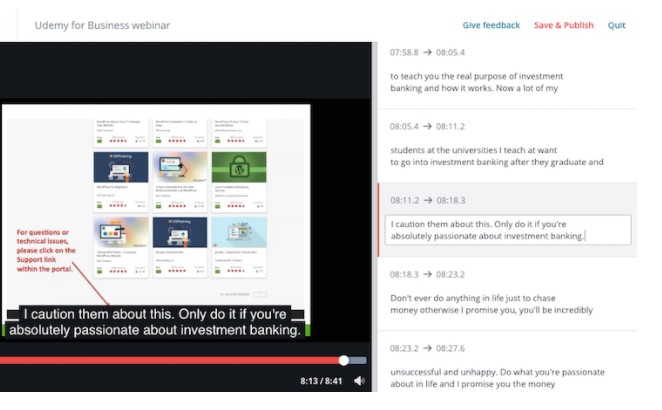 Udemy for Business webinar
Give feedback
Save & Publish
Quit
For questions or
technical issues,
please click on the
Support link
within the portal.
I caution them about this. Only do it if you're
absolutely passionate about investment banking.
8:13 / 8:41
07:58.8 → 08:05.4
to teach you the real purpose of investment
banking and how it works. Now a lot of my
08:05.4 → 08:11.2
students at the universities I teach at want
to go into investment banking after they graduate and
08:11.2 → 08:18.3
I caution them about this. Only do it if you're
absolutely passionate about investment banking.
08:18.3 → 08:23.2
Don't ever do anything in life just to chase
money otherwise I promise you, you'll be incredibly
08:23.2 → 08:27.6
unsuccessful and unhappy. Do what you're passionate
about in life and I promise you the money